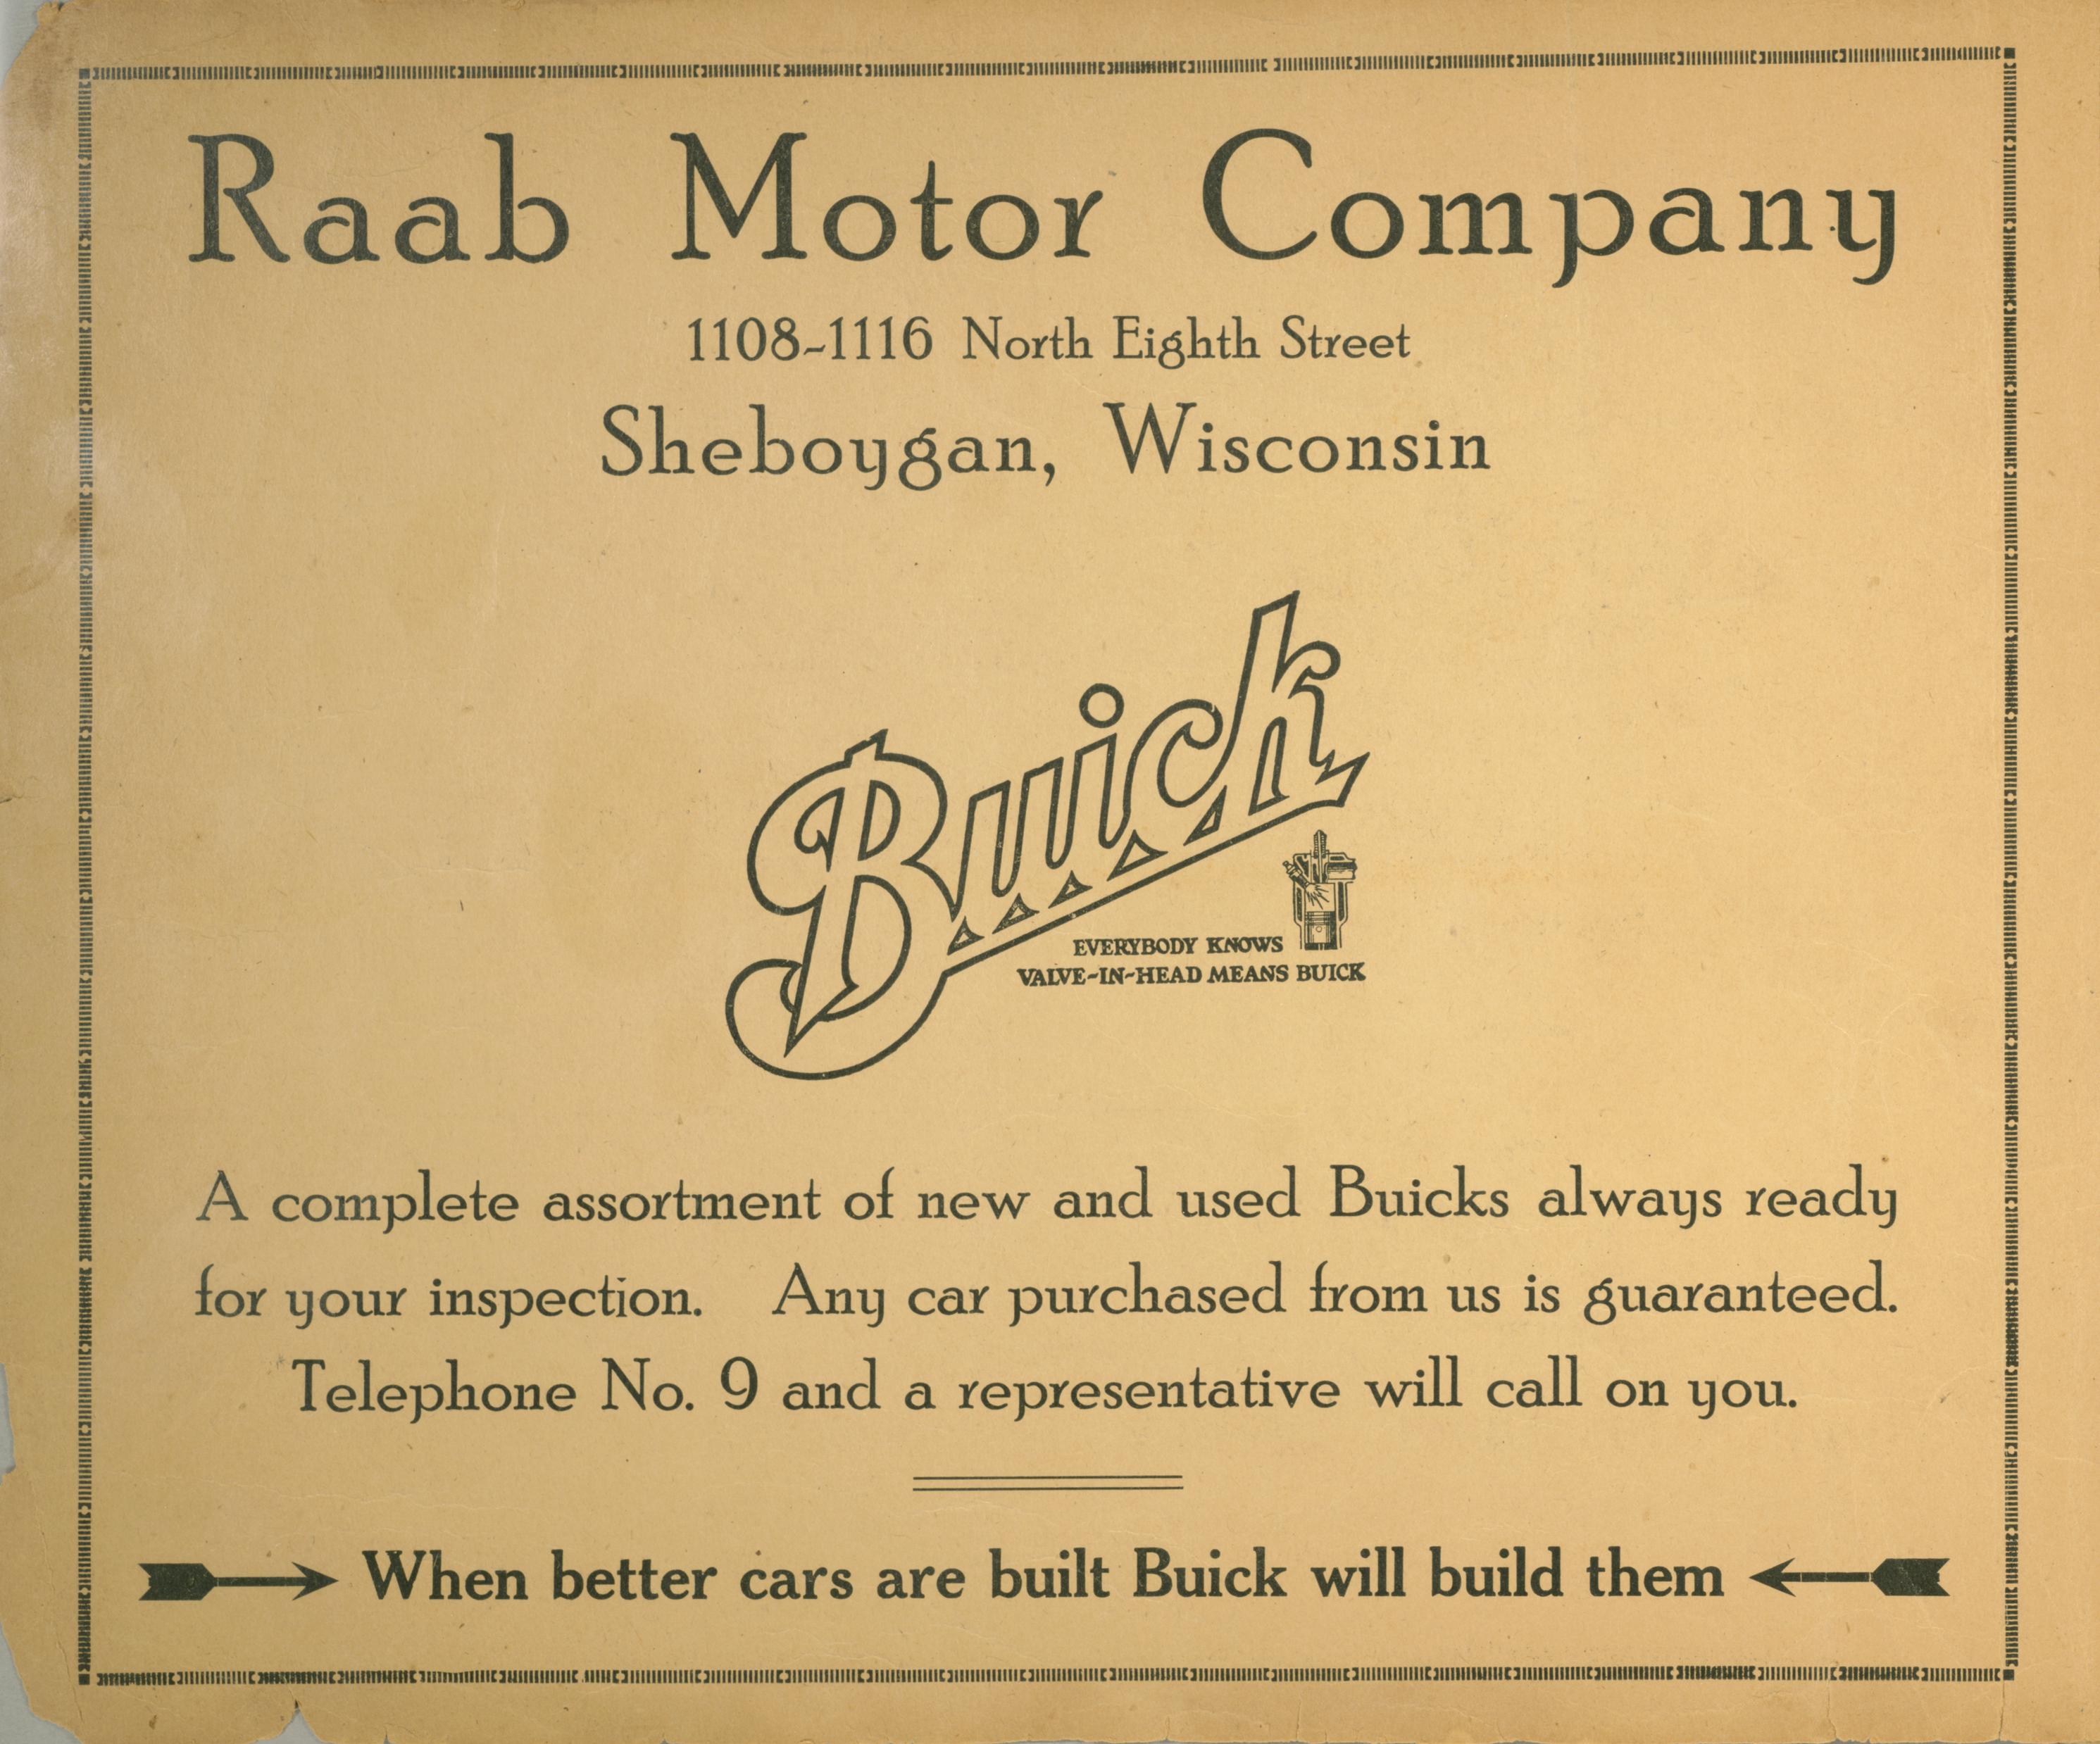 Raab Motor Company
1108-1116 North Eighth Street
Sheboygan, Wisconsin
Buick
EVERYBODY KNOWS
VALVE-IN-HEAD MEANS BUICK
A complete assortment of new and used Buicks always ready
for your inspection. Any car purchased from us is guaranteed.
Telephone No. 9 and a representative will call on you.
When better cars are built Buick will build them